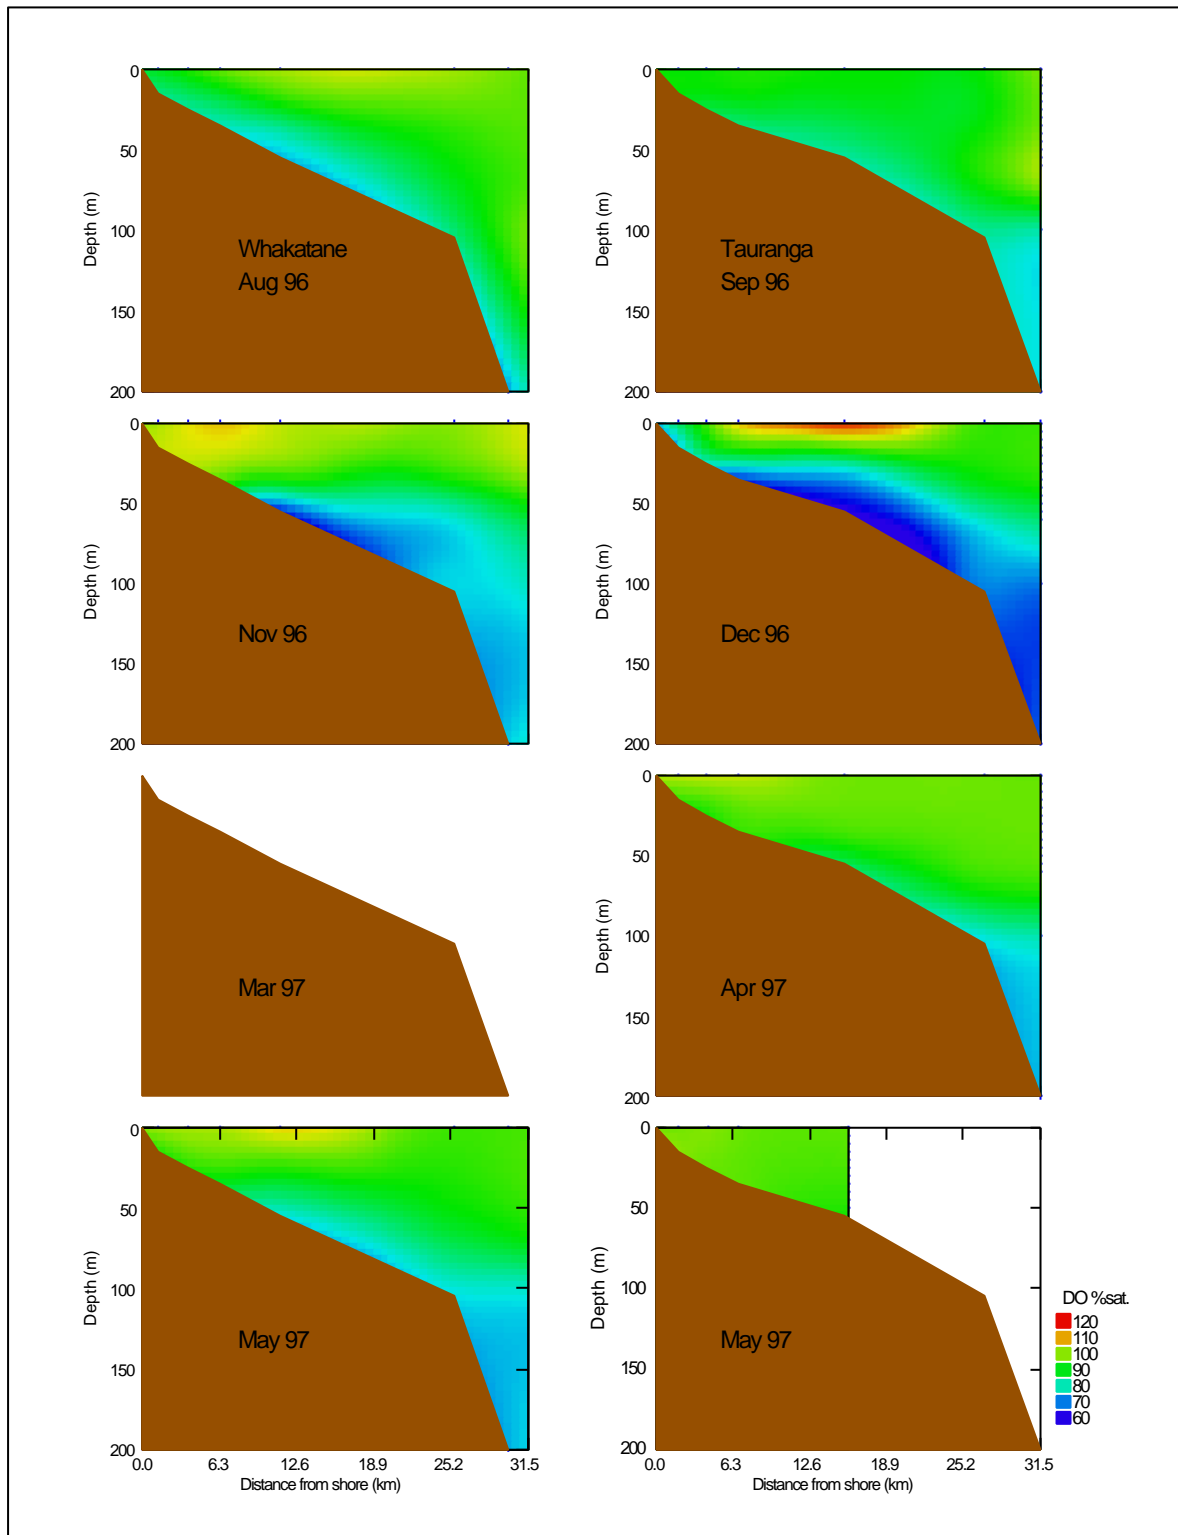 0
50
100
150
200
Depth (m)
Whakatane
Aug 96
0
50
100
150
200
Depth (m)
Tauranga
Sep 96
0
50
100
150
200
Depth (m)
Nov 96
0
50
100
150
200
Depth (m)
Dec 96
Mar 97
0
50
100
150
200
Depth (m)
Apr 97
0
50
100
150
200
Depth (m)
May 97
0.0 6.3 12.6 18.9 25.2 31.5
Distance from shore (km)
0
50
100
150
200
Depth (m)
May 97
0.0 6.3 12.6 18.9 25.2 31.5
Distance from shore (km)
DO %sat.
120
110
100
90
80
70
60